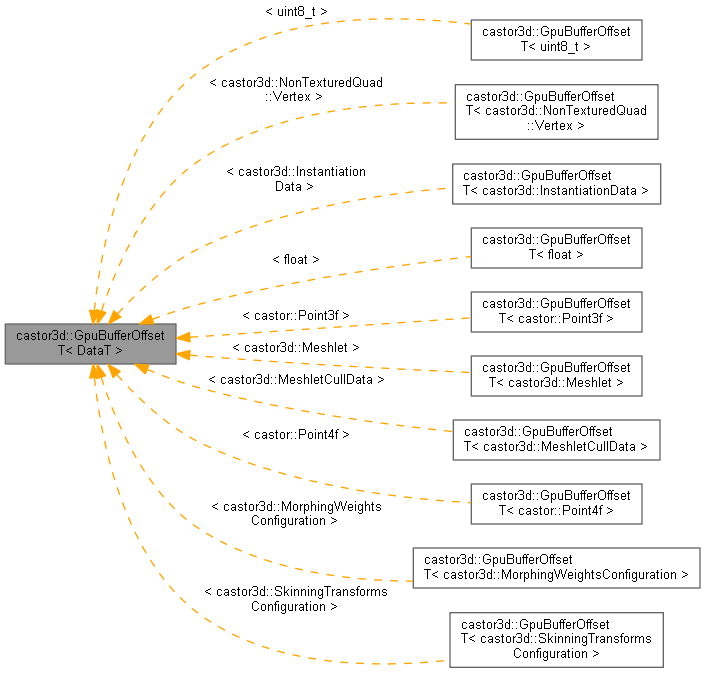 < uint8_t >
castor3d::GpuBufferOffset
T< uint8_t >
< castor3d::NonTexturedQuad
::Vertex >
castor3d::GpuBufferOffset
T< castor3d::NonTexturedQuad
::Vertex >
< castor3d::Instantiation
Data >
castor3d::GpuBufferOffset
T< castor3d::InstantiationData >
< float >
castor3d::GpuBufferOffset
T< float >
< castor::Point3f >
castor3d::GpuBufferOffset
T< castor::Point3f >
castor3d::GpuBufferOffset
T< DataT >
< castor3d::Meshlet >
castor3d::GpuBufferOffset
T< castor3d::Meshlet >
< castor3d::MeshletCullData >
castor3d::GpuBufferOffset
T< castor3d::MeshletCullData >
< castor::Point4f >
castor3d::GpuBufferOffset
T< castor::Point4f >
< castor3d::MorphingWeights
Configuration >
castor3d::GpuBufferOffset
T< castor3d::MorphingWeightsConfiguration >
< castor3d::SkinningTransforms
Configuration >
castor3d::GpuBufferOffset
T< castor3d::SkinningTransforms
Configuration >